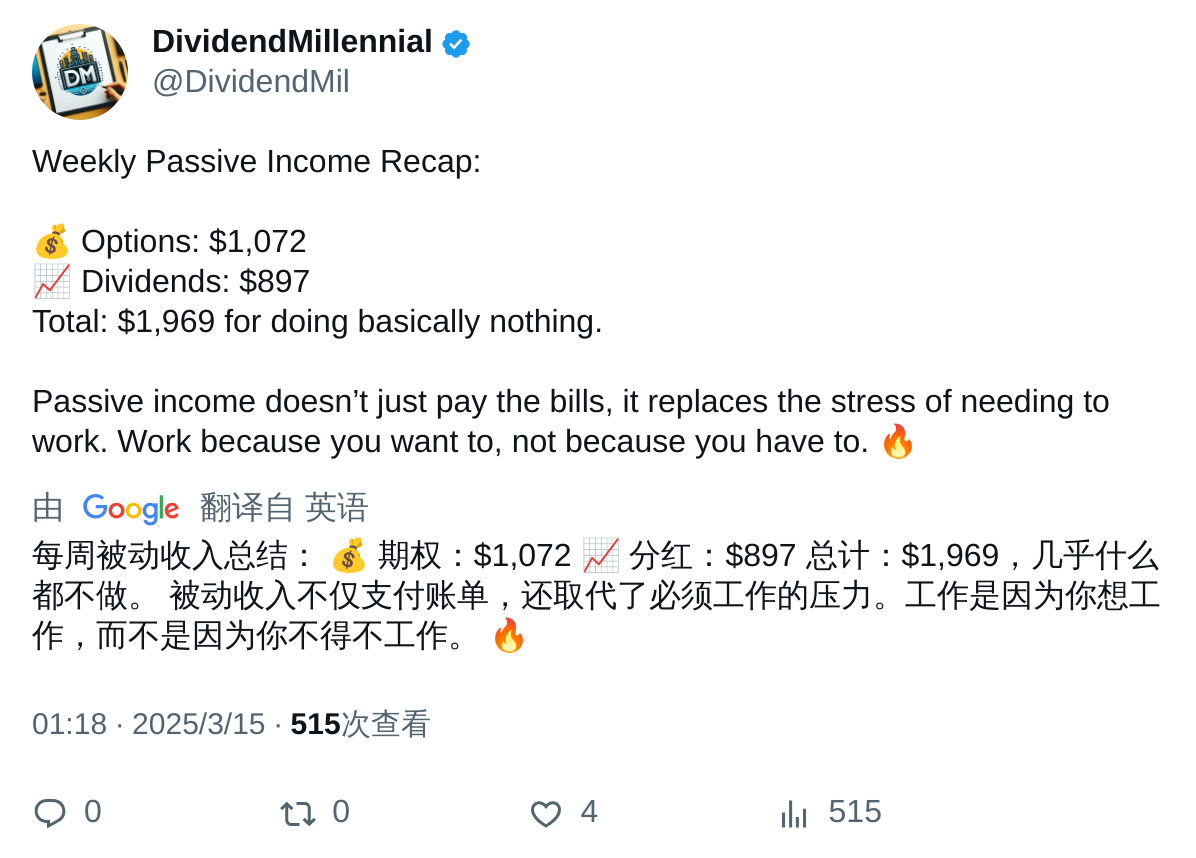 DividendMillennial
@DividendMil
DM
Weekly Passive Income Recap:
💰 Options: $1,072
📈 Dividends: $897
Total: $1,969 for doing basically nothing.
Passive income doesn’t just pay the bills, it replaces the stress of needing to
work. Work because you want to, not because you have to. 🔥
由 Google 翻译自 英语
每周被动收入总结： 💰 期权：$1,072 📈 分红：$897 总计：$1,969，几乎什么
都不做。 被动收入不仅支付账单，还取代了必须工作的压力。工作是因为你想工
作，而不是因为你不得不工作。 🔥
01:18 · 2025/3/15 · 515次查看
0 0 4 515